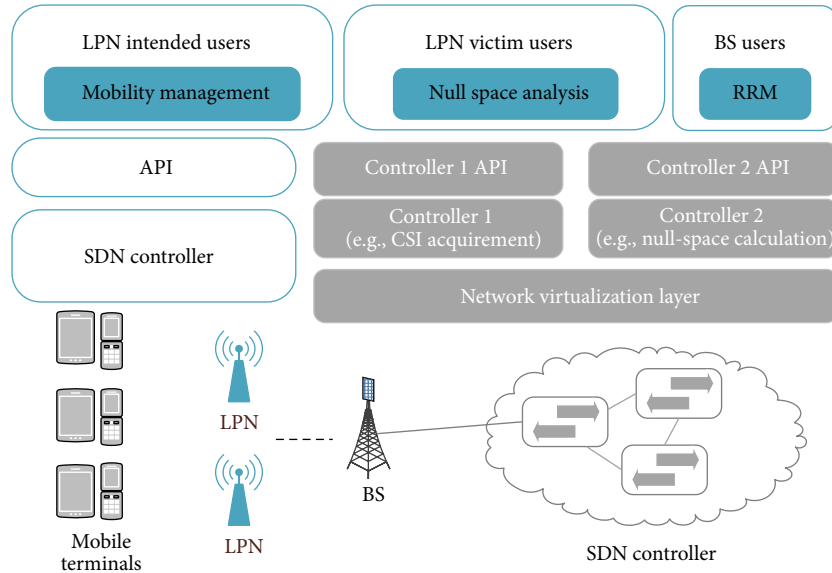 LPN intended users
LPN victim users
BS users
Mobility management
Null space analysis
RRM
API
Controller 1 API
Controller 2 API
SDN controller
Controller 1
(e.g., CSI acquirement)
Controller 2
(e.g., null-space calculation)
Network virtualization layer
LPN
LPN
BS
Mobile
terminals
SDN controller